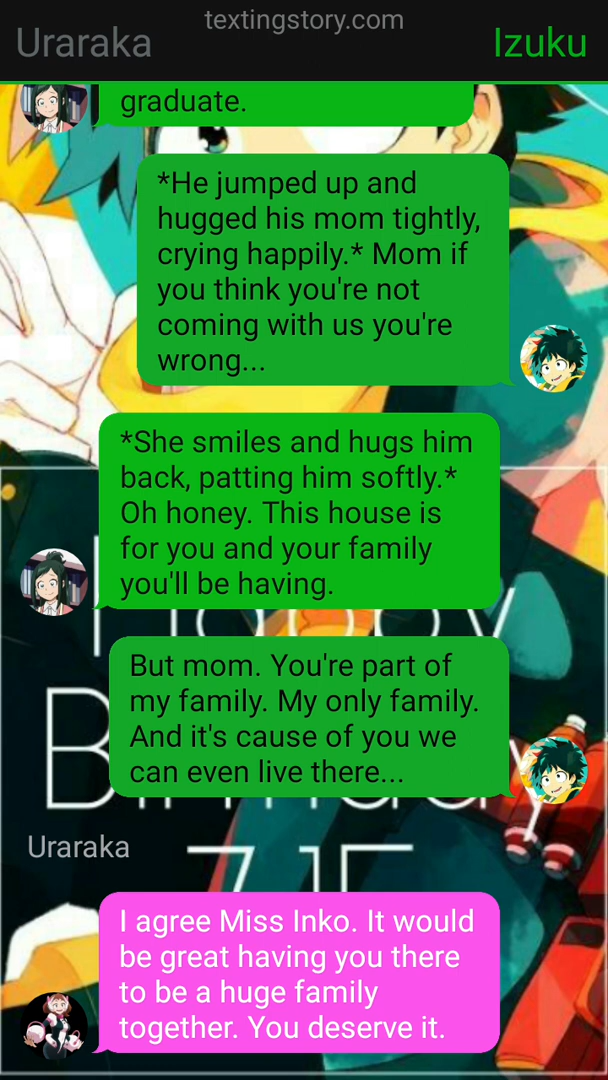 textingstory.com
Uraraka
Izuku
graduate.
*He jumped up and
hugged his mom tightly,
crying happily.* Mom if
you think you're not
coming with us you're
wrong...
*She smiles and hugs him
back, patting him softly.*
Oh honey. This house is
for you and your family
you'll be having.
Happy
But mom. You're part of
my family. My only family.
And it's cause of you we
can even live there...
Birthday
Uraraka
7.15
I agree Miss Inko. It would
be great having you there
to be a huge family
together. You deserve it.